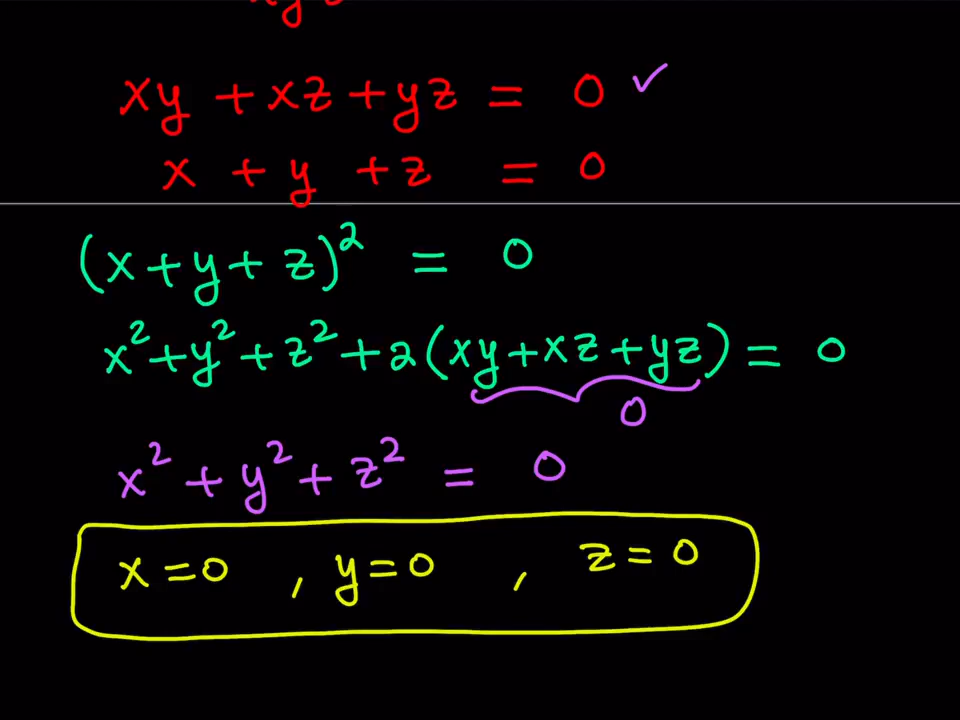 xy + xz + yz = 0 ✓
x + y + z = 0
(x + y + z)² = 0
x² + y² + z² + 2(xy + xz + yz) = 0
0
x² + y² + z² = 0
x = 0 , y = 0 , z = 0